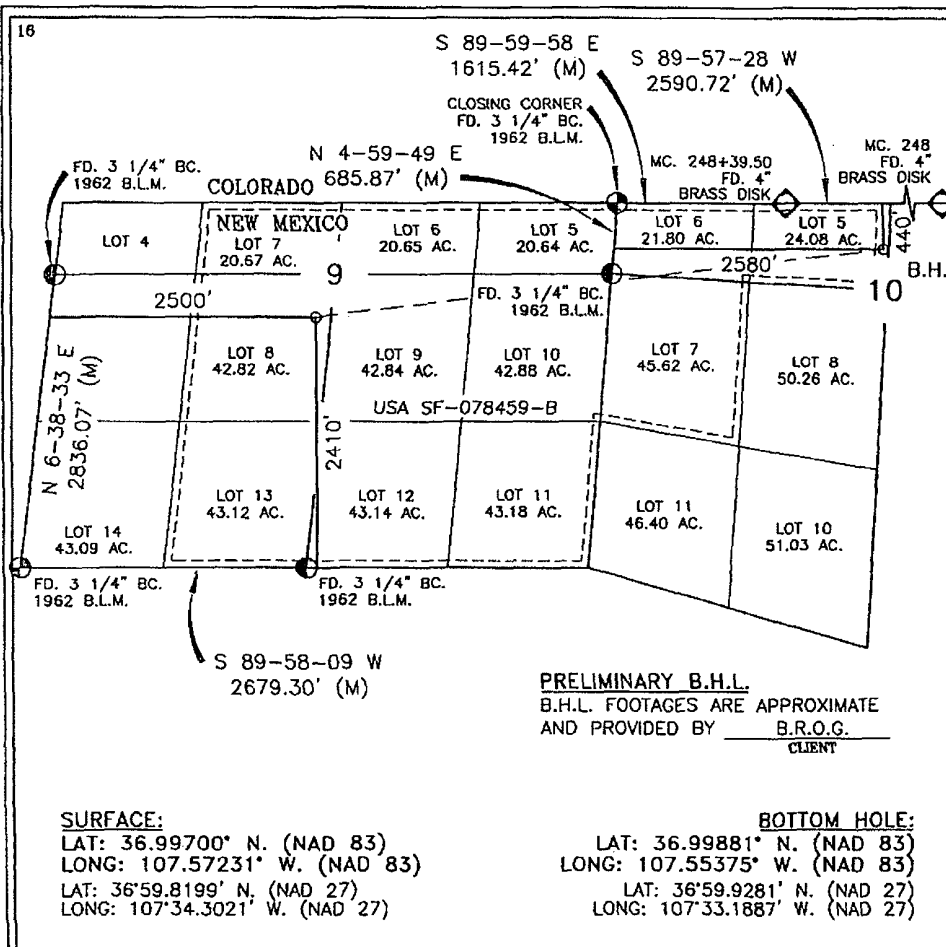 16
S 89-59-58 E
1615.42' (M)
S 89-57-28 W
2590.72' (M)
CLOSING CORNER
FD. 3 1/4" BC.
1962 B.L.M.
N 4-59-49 E
685.87' (M)
FD. 3 1/4" BC.
1962 B.L.M.
MC. 248+39.50
FD. 4"
BRASS DISK
MC. 248
FD. 4"
BRASS DISK
COLORADO
NEW MEXICO
LOT 4
LOT 7
20.67 AC.
LOT 6
20.65 AC.
LOT 5
20.64 AC.
LOT 6
21.80 AC.
LOT 5
24.08 AC.
440'
B.H.
9
2580'
10
2500'
FD. 3 1/4" BC.
1962 B.L.M.
LOT 8
42.82 AC.
LOT 9
42.84 AC.
LOT 10
42.88 AC.
LOT 7
45.62 AC.
LOT 8
50.26 AC.
N 6-38-33 E
2836.07' (M)
USA SF-078459-B
2410'
LOT 14
43.09 AC.
LOT 13
43.12 AC.
LOT 12
43.14 AC.
LOT 11
43.18 AC.
LOT 11
46.40 AC.
LOT 10
51.03 AC.
FD. 3 1/4" BC.
1962 B.L.M.
FD. 3 1/4" BC.
1962 B.L.M.
S 89-58-09 W
2679.30' (M)
PRELIMINARY B.H.L.
B.H.L. FOOTAGES ARE APPROXIMATE
AND PROVIDED BY B.R.O.G.
CLIENT
SURFACE:
LAT: 36.99700° N. (NAD 83)
LONG: 107.57231° W. (NAD 83)
LAT: 36°59.8199' N. (NAD 27)
LONG: 107°34.3021' W. (NAD 27)
BOTTOM HOLE:
LAT: 36.99881° N. (NAD 83)
LONG: 107.55375° W. (NAD 83)
LAT: 36°59.9281' N. (NAD 27)
LONG: 107°33.1887' W. (NAD 27)